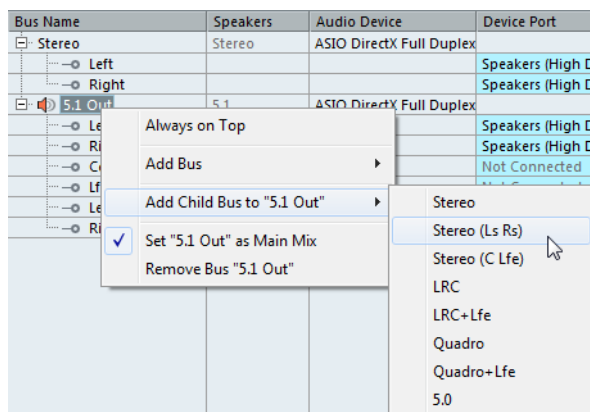 Bus Name Speakers Audio Device Device Port
Stereo Stereo ASIO DirectX Full Duplex
Left Speakers (High
Right Speakers (High
5.1 Out 5.1 ASIO DirectX Full Duplex
Speakers (High
Speakers (High
Not Connected
Always on Top
Add Bus
Add Child Bus to "5.1 Out"
Set "5.1 Out" as Main Mix
Remove Bus "5.1 Out"
Stereo
Stereo (Ls Rs)
Stereo (C Lfe)
LRC
LRC+Lfe
Quadro
Quadro+Lfe
5.0